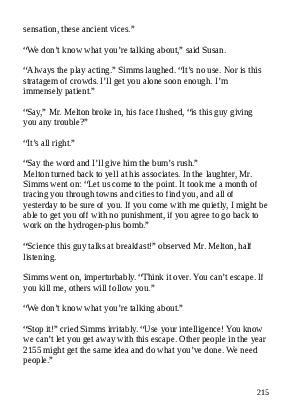 sensation, these ancient vices.”
“We don’t know what you’re talking about,” said Susan.
“Always the play acting.” Simms laughed. “It’s no use. Nor is this
stratagem of crowds. I’ll get you alone soon enough. I’m
immensely patient.”
“Say,” Mr. Melton broke in, his face flushed, “is this guy giving
you any trouble?”
“It’s all right.”
“Say the word and I’ll give him the bum’s rush.”
Melton turned back to yell at his associates. In the laughter, Mr.
Simms went on: “Let us come to the point. It took me a month of
tracing you through towns and cities to find you, and all of
yesterday to be sure of you. If you come with me quietly, I might be
able to get you off with no punishment, if you agree to go back to
work on the hydrogen-plus bomb.”
“Science this guy talks at breakfast!” observed Mr. Melton, half
listening.
Simms went on, imperturbably. “Think it over. You can’t escape. If
you kill me, others will follow you.”
“We don’t know what you’re talking about.”
“Stop it!” cried Simms irritably. “Use your intelligence! You know
we can’t let you get away with this escape. Other people in the year
2155 might get the same idea and do what you’ve done. We need
people.”
215